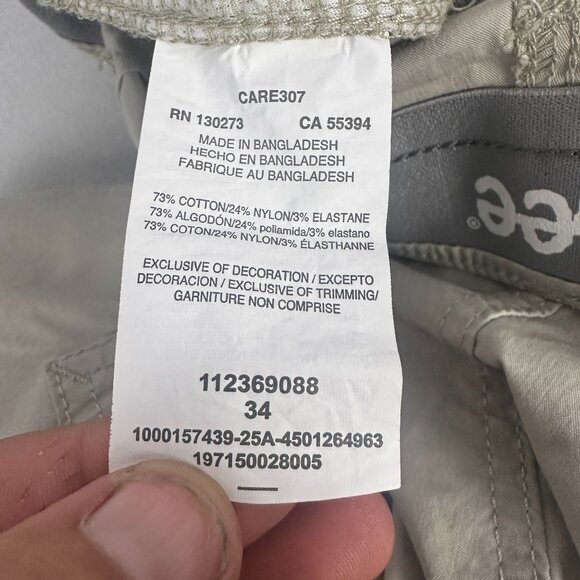 CARE307
RN 130273 CA 55394
MADE IN BANGLADESH
HECHO EN BANGLADESH
FABRIQUE AU BANGLADESH
73% COTTON/24% NYLON/3% ELASTANE
73% ALGODÓN/24% poliamida/3% elastano
73% COTON/24% NYLON/3% ÉLASTHANNE
EXCLUSIVE OF DECORATION / EXCEPTO
DECORACION / EXCLUSIVE OF TRIMMING/
GARNITURE NON COMPRISE
112369088
34
1000157439-25A-4501264963
197150028005
ee
®